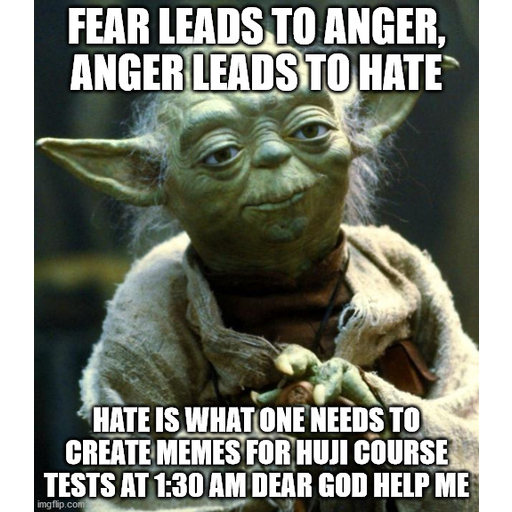 FEAR LEADS TO ANGER,
ANGER LEADS TO HATE
HATE IS WHAT ONE NEEDS TO
CREATE MEMES FOR HUJI COURSE
TESTS AT 1:30 AM DEAR GOD HELP ME
imgflip.com